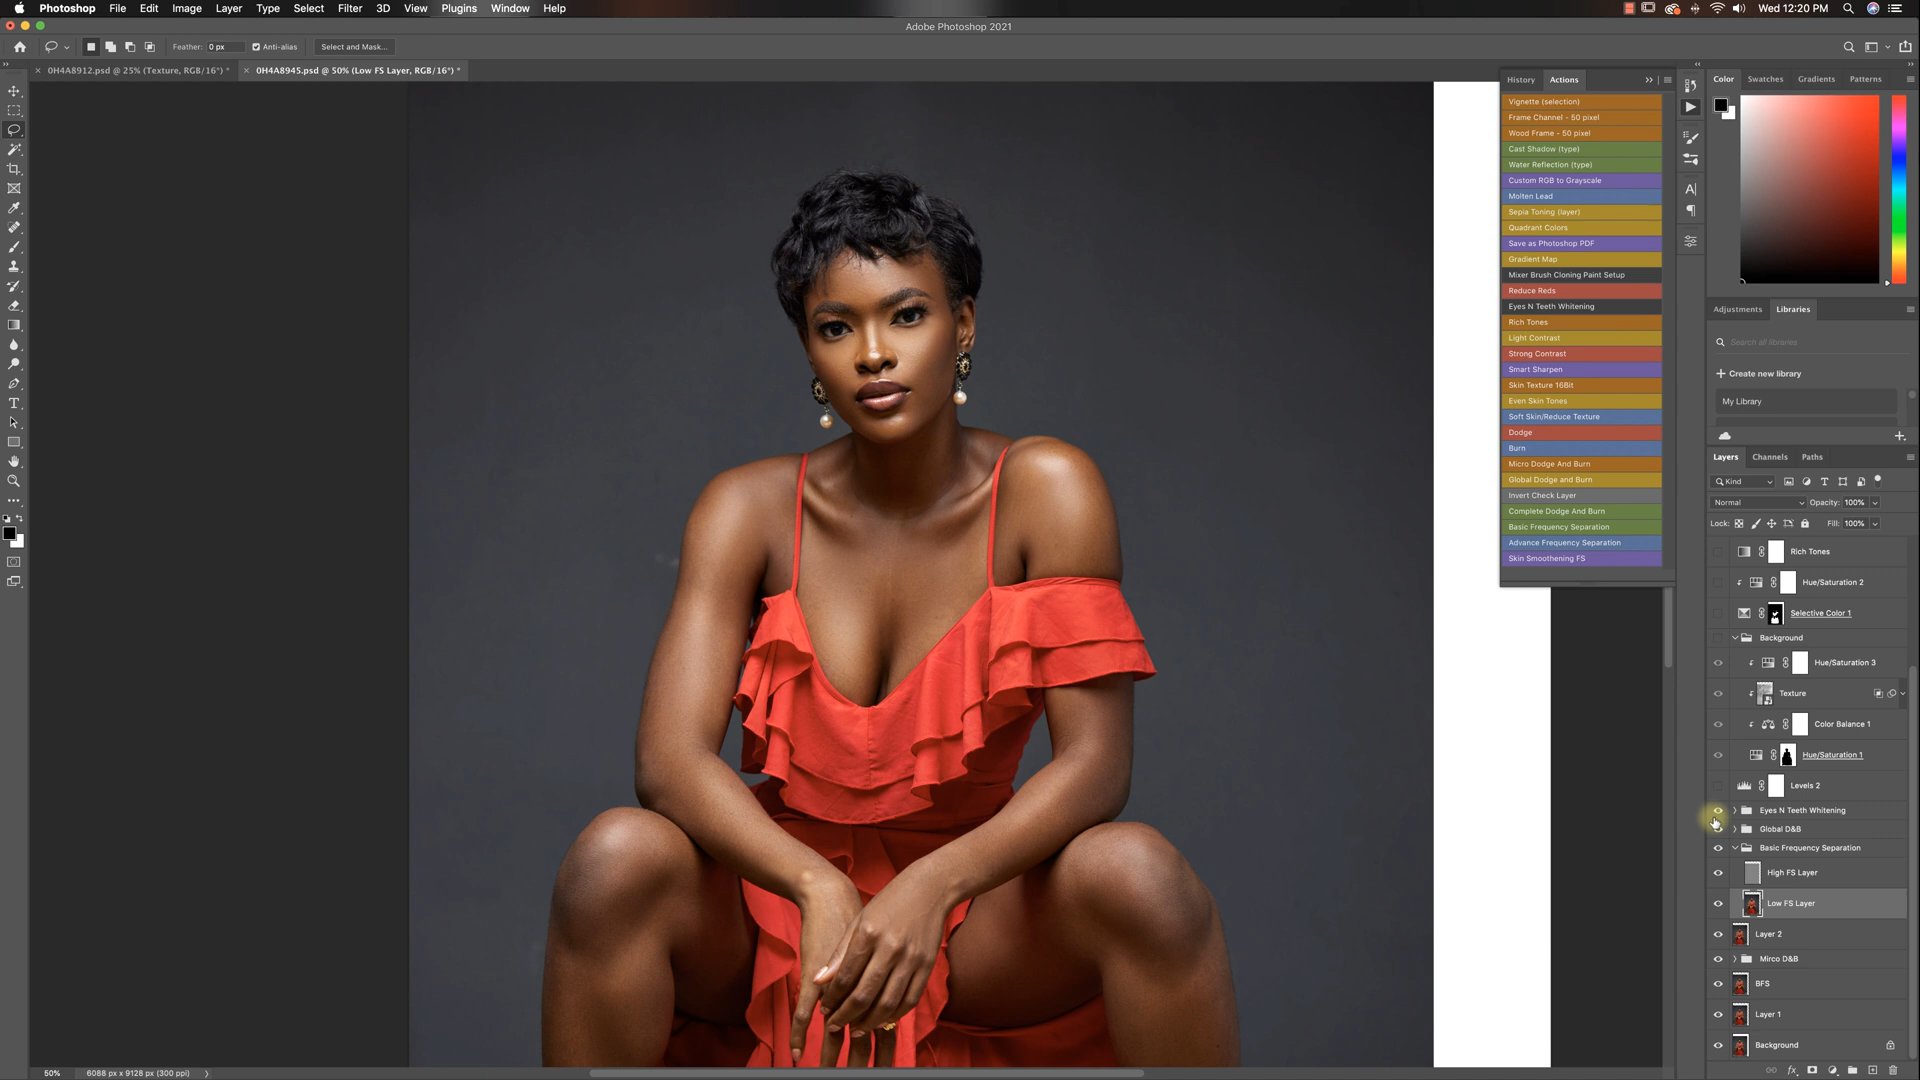 Photoshop File Edit Image Layer Type Select Filter 3D View Plugins Window Help Wed 12:20 PM
Adobe Photoshop 2021
Feather: 0 px Anti-alias Select and Mask...
0H4A8912.psd @ 25% (Texture, RGB/16*) * 0H4A8945.psd @ 50% (Low FS Layer, RGB/16*) *
History Actions
Vignette (selection)
Frame Channel - 50 pixel
Wood Frame - 50 pixel
Cast Shadow (type)
Water Reflection (type)
Custom RGB to Grayscale
Molten Lead
Sepia Toning (layer)
Quadrant Colors
Save as Photoshop PDF
Gradient Map
Mixer Brush Cloning Paint Setup
Reduce Reds
Eyes N Teeth Whitening
Rich Tones
Light Contrast
Strong Contrast
Smart Sharpen
Skin Texture 16Bit
Even Skin Tones
Soft Skin/Reduce Texture
Dodge
Burn
Micro Dodge And Burn
Global Dodge and Burn
Invert Check Layer
Complete Dodge And Burn
Basic Frequency Separation
Advance Frequency Separation
Skin Smoothening FS
Color Swatches Gradients Patterns
Adjustments Libraries
Search all libraries
Create new library
My Library
Layers Channels Paths
Kind
Normal Opacity: 100%
Lock: Fill: 100%
Rich Tones
Hue/Saturation 2
Selective Color 1
Background
Hue/Saturation 3
Texture
Color Balance 1
Hue/Saturation 1
Levels 2
Eyes N Teeth Whitening
Global D&B
Basic Frequency Separation
High FS Layer
Low FS Layer
Layer 2
Mirco D&B
BFS
Layer 1
Background
50% 6088 px x 9128 px (300 ppi)